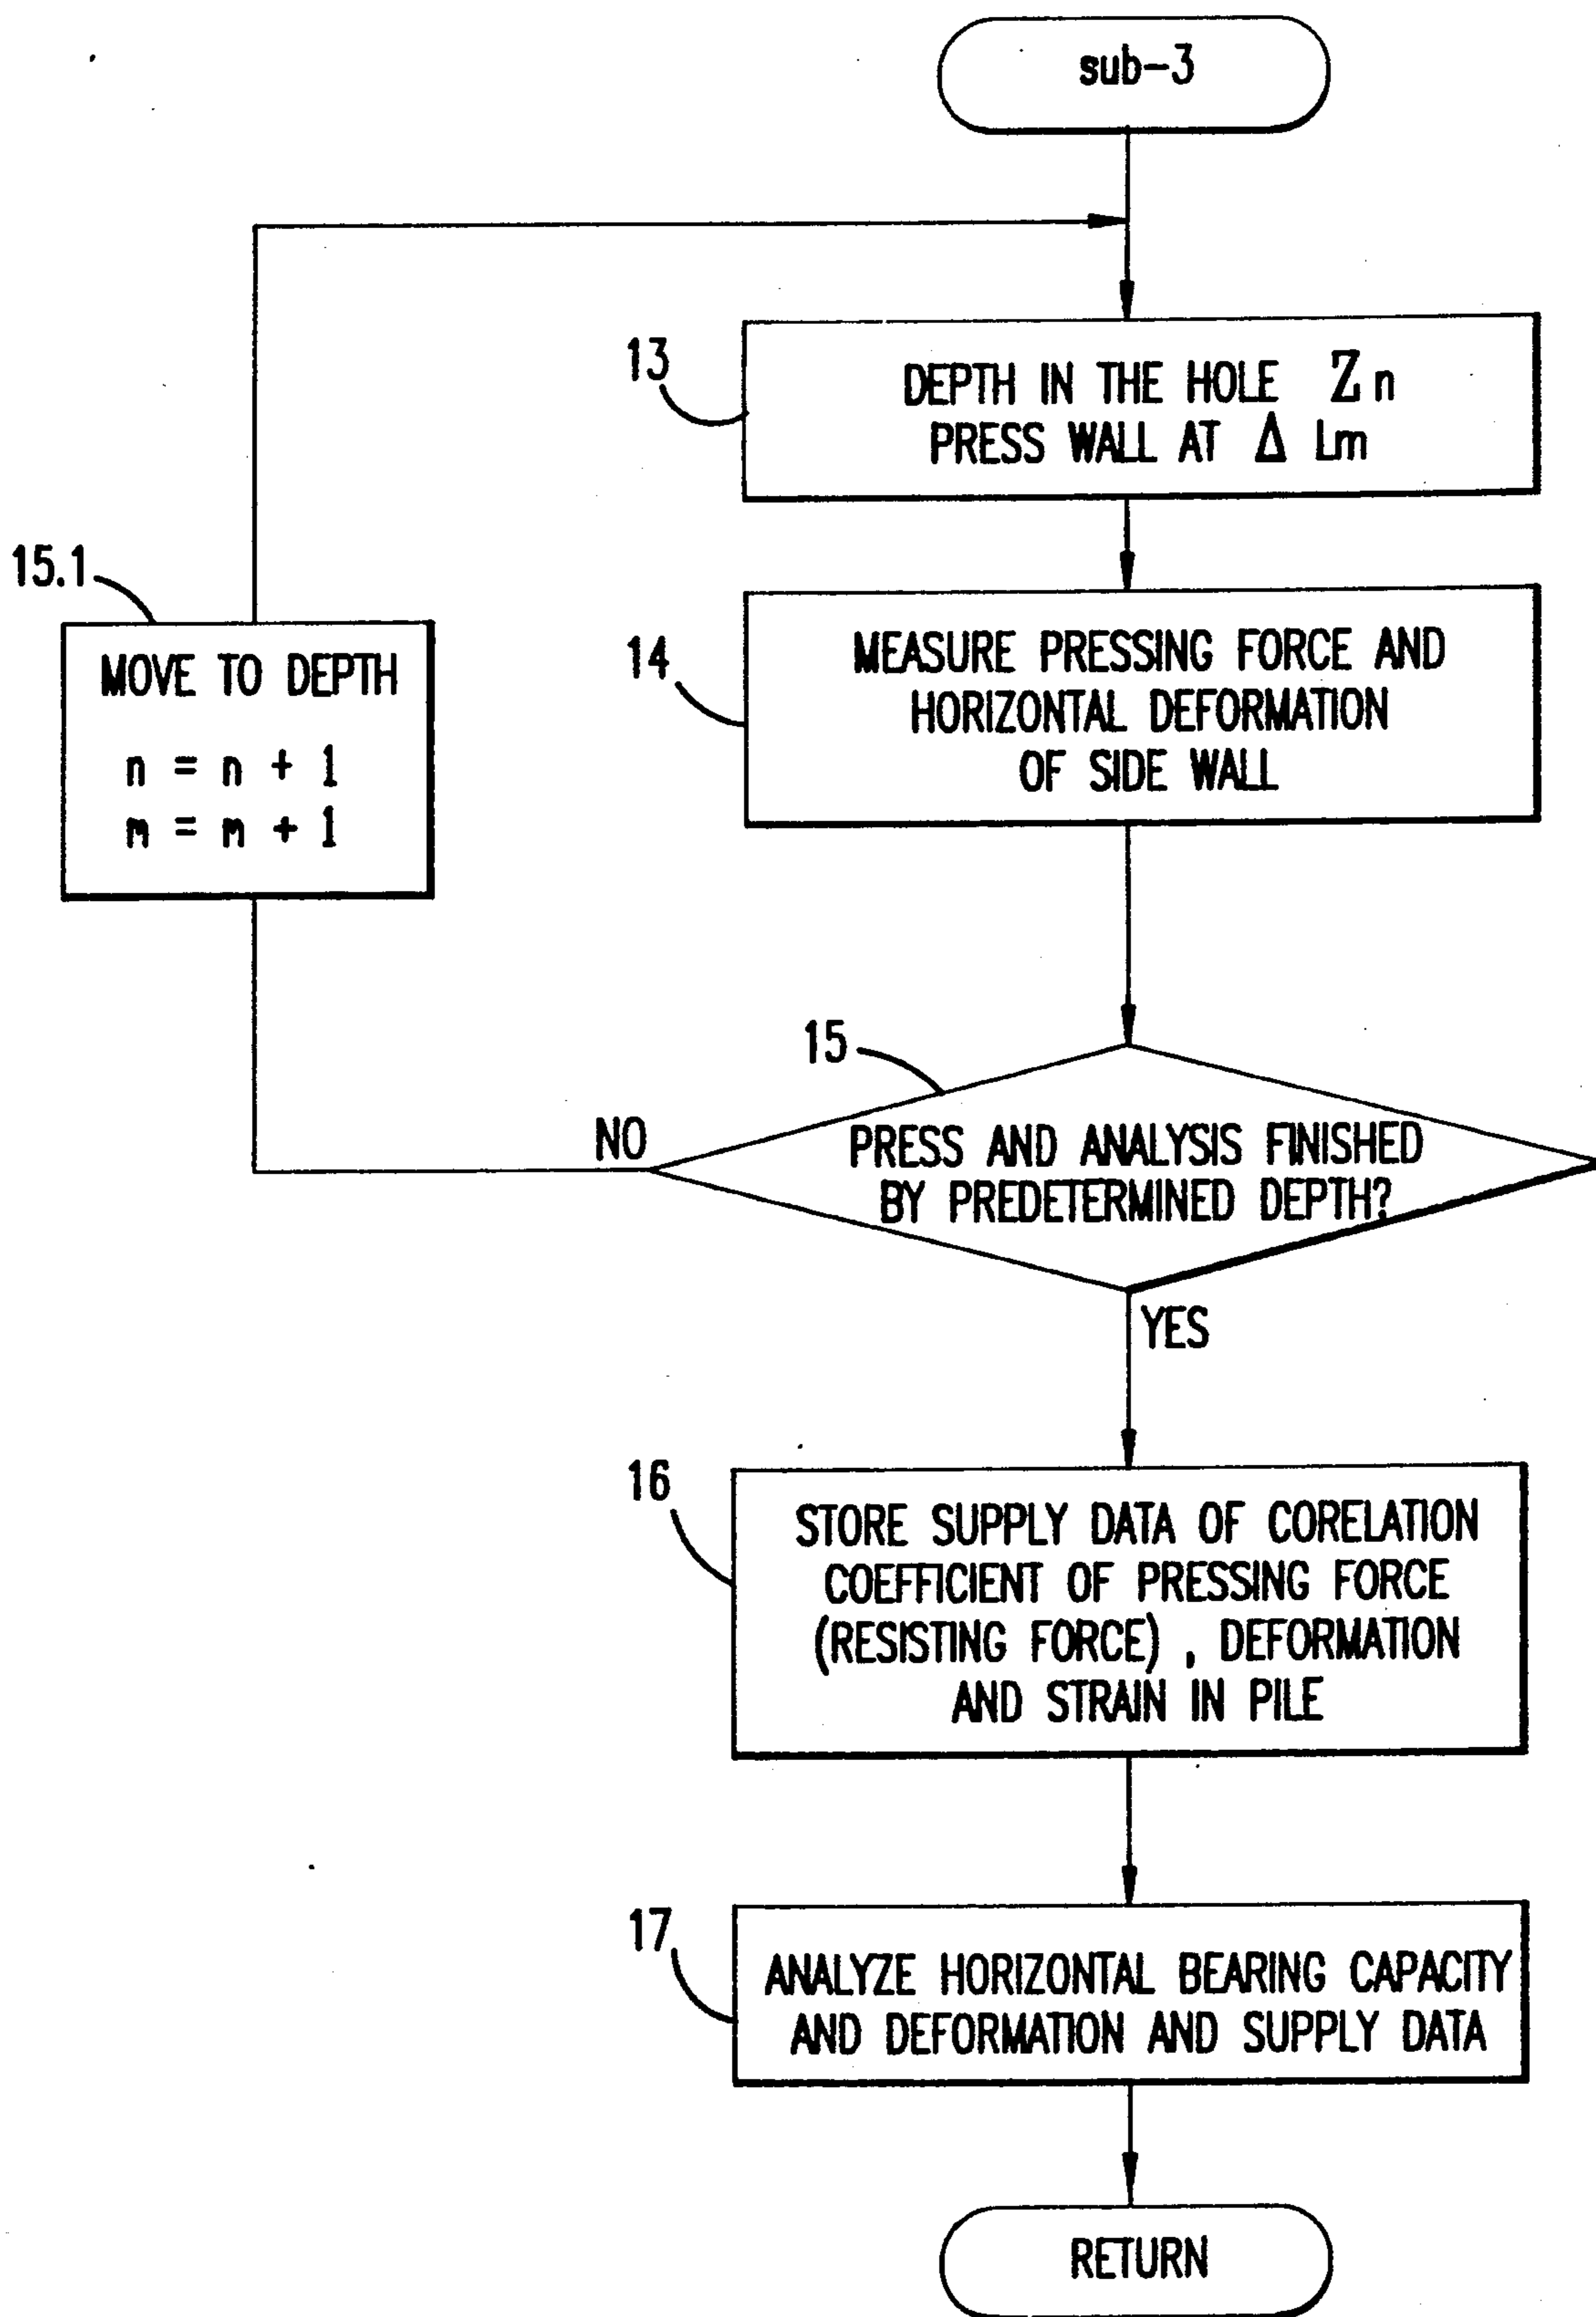 sub-3
13
DEPTH IN THE HOLE Zn
PRESS WALL AT Δ Lm
15.1
MOVE TO DEPTH
n = n + 1
m = m + 1
14
MEASURE PRESSING FORCE AND
HORIZONTAL DEFORMATION
OF SIDE WALL
15
NO
PRESS AND ANALYSIS FINISHED
BY PREDETERMINED DEPTH?
YES
16
STORE SUPPLY DATA OF CORELATION
COEFFICIENT OF PRESSING FORCE
(RESISTING FORCE) , DEFORMATION
AND STRAIN IN PILE
17
ANALYZE HORIZONTAL BEARING CAPACITY
AND DEFORMATION AND SUPPLY DATA
RETURN